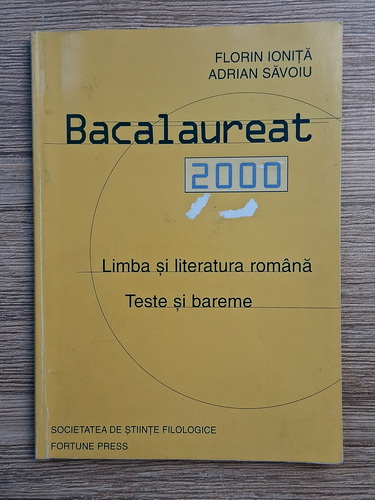 FLORIN IONIȚĂ
ADRIAN SĂVOIU
Bacalaureat
2000
Limba și literatura română
Teste și bareme
SOCIETATEA DE ȘTIINȚE FILOLOGICE
FORTUNE PRESS